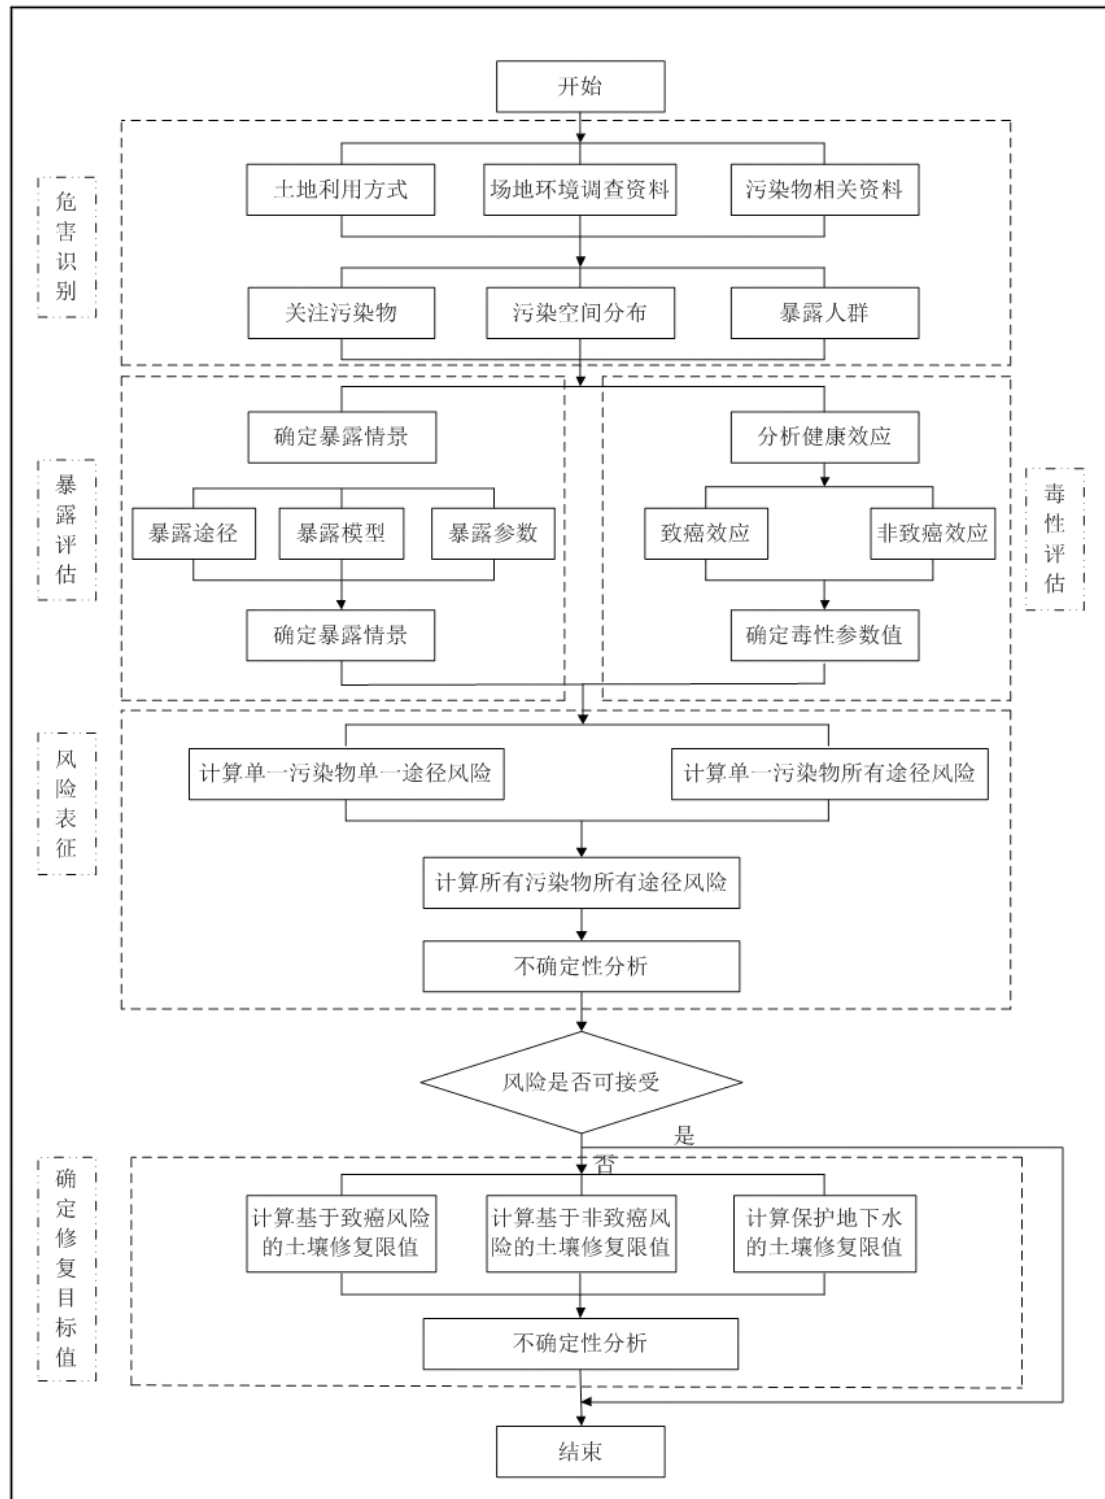 开始
危害识别
土地利用方式
场地环境调查资料
污染物相关资料
关注污染物
污染空间分布
暴露人群
暴露评估
确定暴露情景
暴露途径
暴露模型
暴露参数
确定暴露情景
毒性评估
分析健康效应
致癌效应
非致癌效应
确定毒性参数值
风险表征
计算单一污染物单一途径风险
计算单一污染物所有途径风险
计算所有污染物所有途径风险
不确定性分析
风险是否可接受
是
否
确定修复目标值
计算基于致癌风险
的土壤修复限值
计算基于非致癌风
险的土壤修复限值
计算保护地下水
的土壤修复限值
不确定性分析
结束